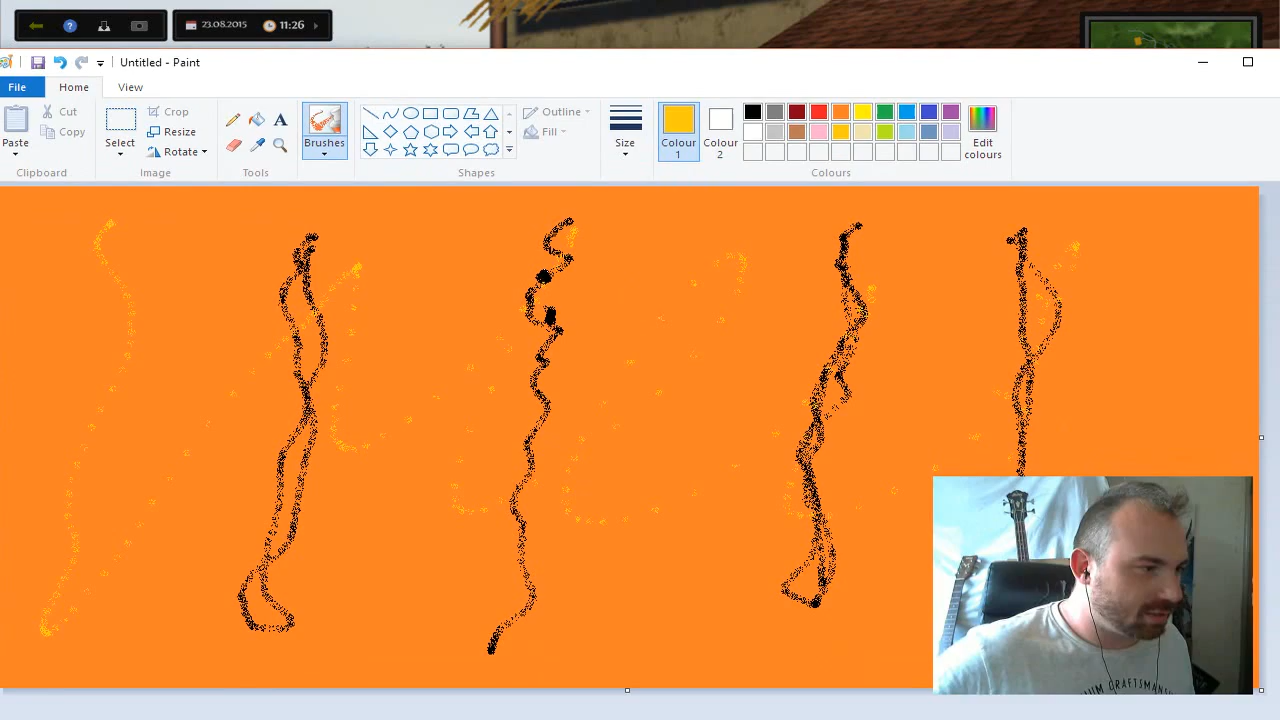 23.08.2015 11:26
Untitled - Paint
File Home View
Paste Cut Copy Select Crop Resize Rotate A Brushes Outline Fill Size Colour 1 Colour 2 Edit colours
Clipboard Image Tools Shapes Colours
CRAFTSMANSH